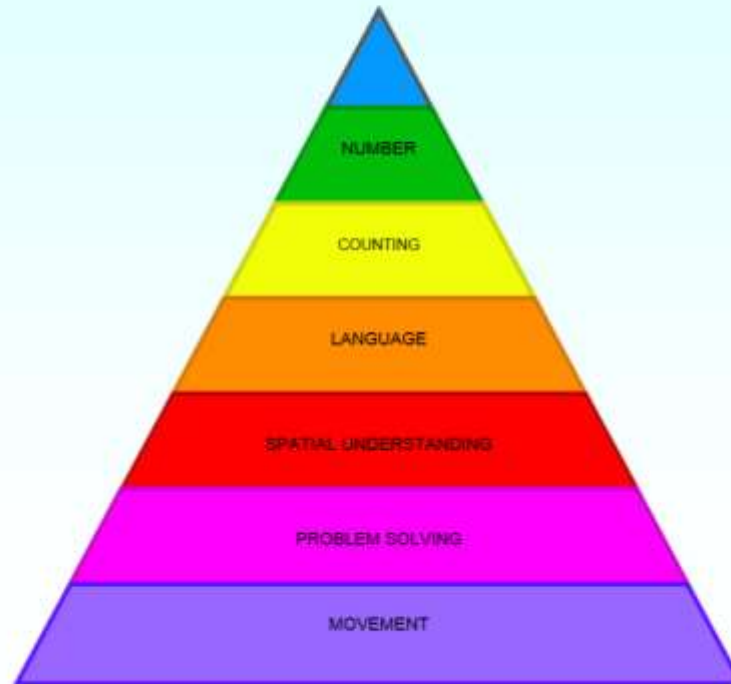 NUMBER
COUNTING
LANGUAGE
SPATIAL UNDERSTANDING
PROBLEM SOLVING
MOVEMENT